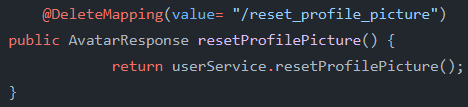 @DeleteMapping(value= "/reset_profile_picture")
public AvatarResponse resetProfilePicture() {
return userService.resetProfilePicture();
}